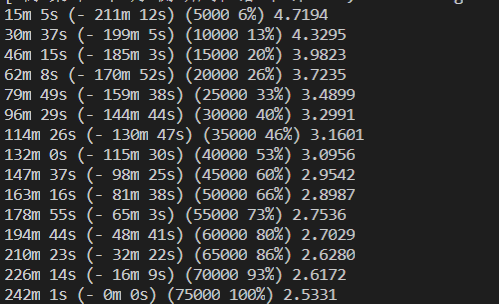 15m 5s (- 211m 12s) (5000 6%) 4.7194
30m 37s (- 199m 5s) (10000 13%) 4.3295
46m 15s (- 185m 3s) (15000 20%) 3.9823
62m 8s (- 170m 52s) (20000 26%) 3.7235
79m 49s (- 159m 38s) (25000 33%) 3.4899
96m 29s (- 144m 44s) (30000 40%) 3.2991
114m 26s (- 130m 47s) (35000 46%) 3.1601
132m 0s (- 115m 30s) (40000 53%) 3.0956
147m 37s (- 98m 25s) (45000 60%) 2.9542
163m 16s (- 81m 38s) (50000 66%) 2.8987
178m 55s (- 65m 3s) (55000 73%) 2.7536
194m 44s (- 48m 41s) (60000 80%) 2.7029
210m 23s (- 32m 22s) (65000 86%) 2.6280
226m 14s (- 16m 9s) (70000 93%) 2.6172
242m 1s (- 0m 0s) (75000 100%) 2.5331